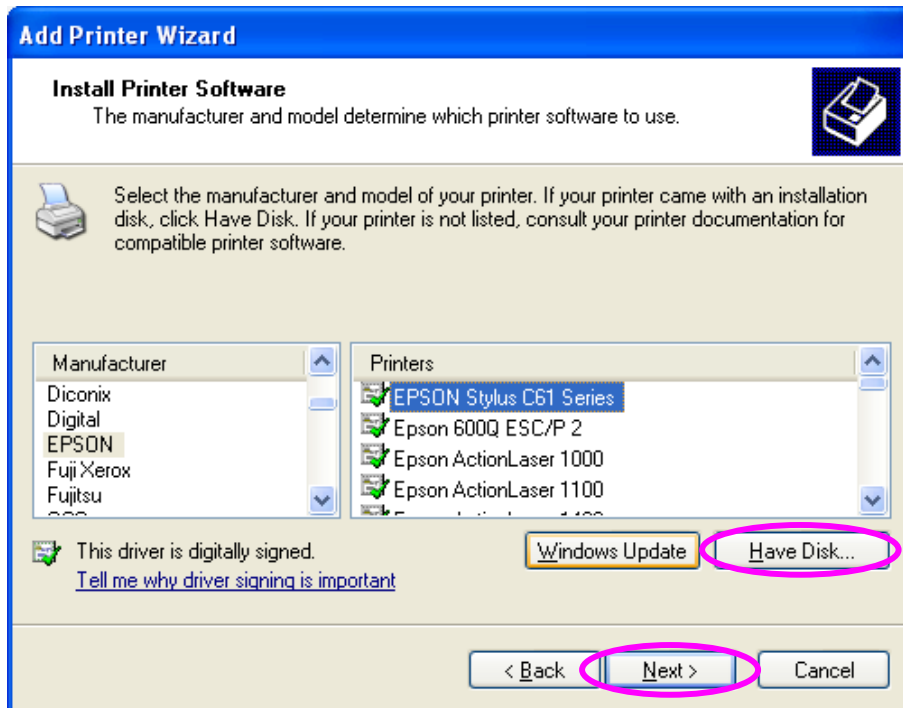 Add Printer Wizard
Install Printer Software
The manufacturer and model determine which printer software to use.
Select the manufacturer and model of your printer. If your printer came with an installation
disk, click Have Disk. If your printer is not listed, consult your printer documentation for
compatible printer software.
Manufacturer
Diconix
Digital
EPSON
Fuji Xerox
Fujitsu
Printers
EPSON Stylus C61 Series
Epson 600Q ESC/P 2
Epson ActionLaser 1000
Epson ActionLaser 1100
This driver is digitally signed.
Tell me why driver signing is important
Windows Update
Have Disk...
< Back
Next >
Cancel